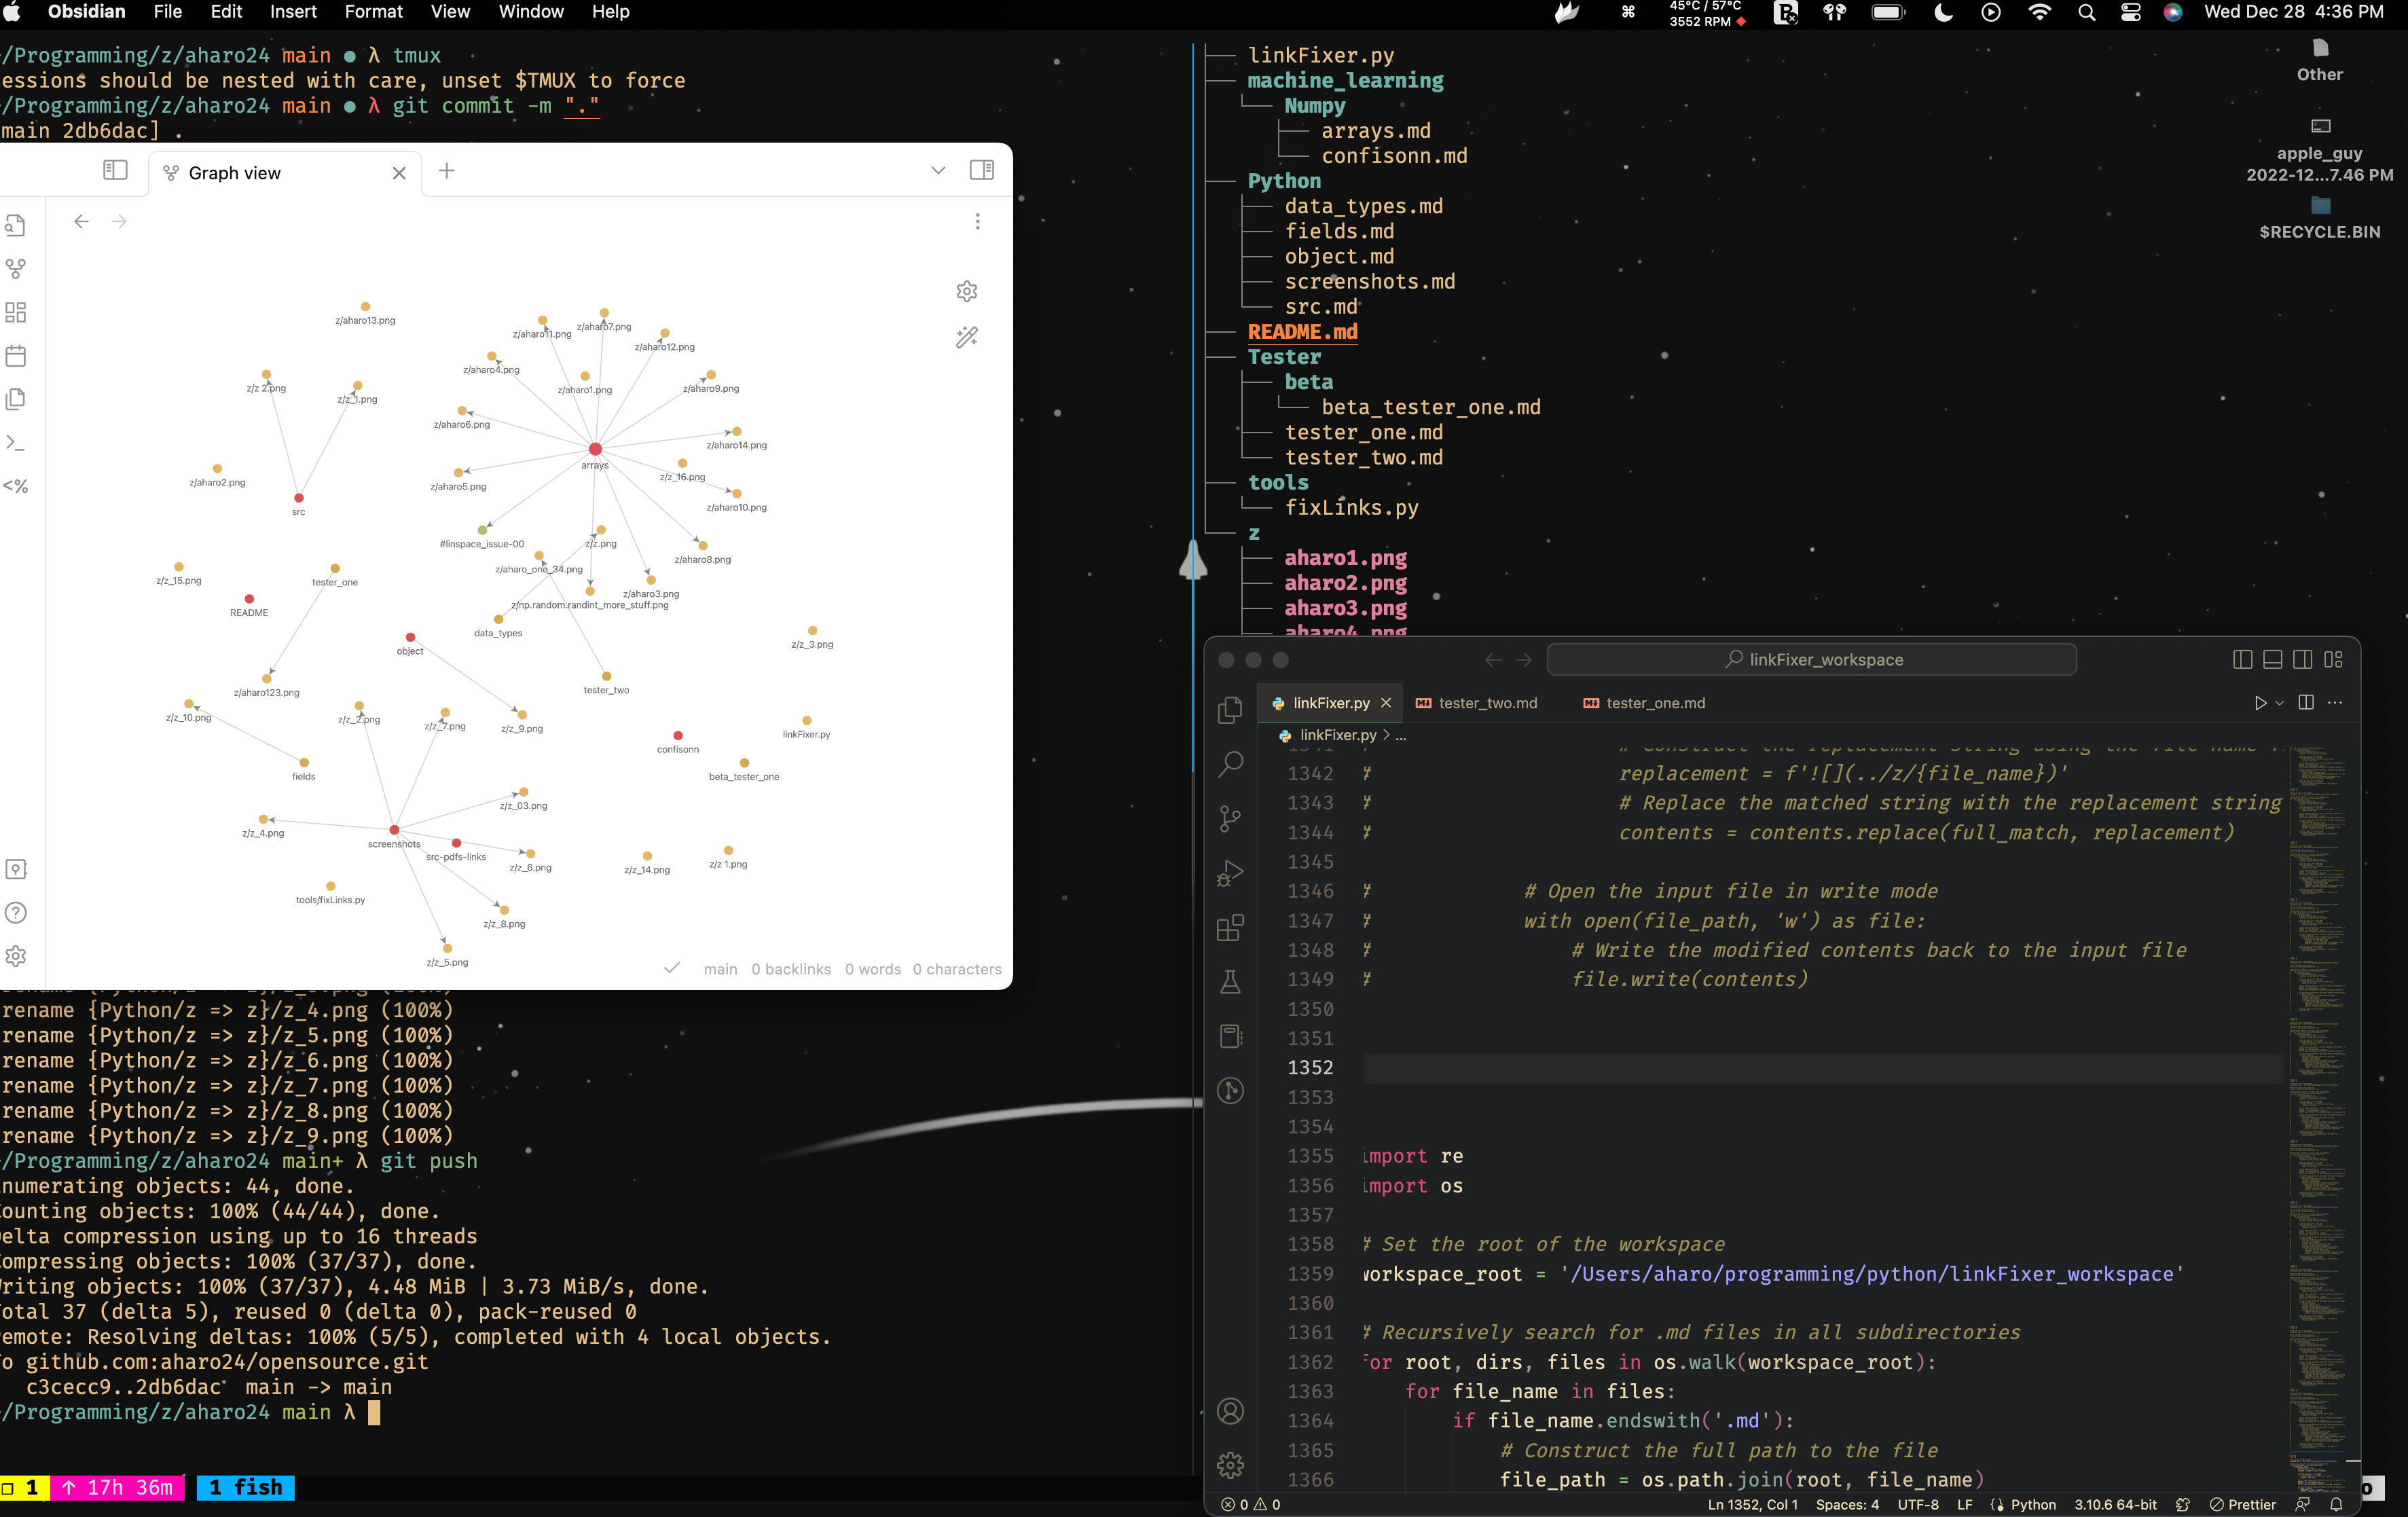 Obsidian File Edit Insert Format View Window Help
45°C / 57°C
3552 RPM
Wed Dec 28 4:36 PM
/Programming/z/aharo24 main ● λ tmux
essions should be nested with care, unset $TMUX to force
/Programming/z/aharo24 main ● λ git commit -m "."
main 2db6dac] .
Graph view
z/aharo13.png
z/aharo11.png
z/aharo7.png
z/aharo12.png
z/aharo4.png
z/z 2.png
z/z_1.png
z/aharo1.png
z/aharo9.png
z/aharo6.png
z/aharo14.png
arrays
z/aharo2.png
z/aharo5.png
z/z_16.png
z/aharo10.png
src
#linspace_issue-00
z/z.png
z/aharo8.png
z/aharo_one_34.png
z/z_15.png
tester_one
z/aharo3.png
z/np.random.randint_more_stuff.png
README
data_types
z/z_3.png
object
z/aharo123.png
tester_two
z/z_10.png
z/z_2.png
z/z_7.png
z/z_9.png
linkFixer.py
confisonn
fields
beta_tester_one
z/z_03.png
z/z_4.png
screenshots
src-pdfs-links
z/z_6.png
z/z_14.png
z/z 1.png
tools/fixLinks.py
z/z_8.png
z/z_5.png
main 0 backlinks 0 words 0 characters
rename {Python/z => z}/z_4.png (100%)
rename {Python/z => z}/z_5.png (100%)
rename {Python/z => z}/z_6.png (100%)
rename {Python/z => z}/z_7.png (100%)
rename {Python/z => z}/z_8.png (100%)
rename {Python/z => z}/z_9.png (100%)
/Programming/z/aharo24 main+ λ git push
numerating objects: 44, done.
ounting objects: 100% (44/44), done.
elta compression using up to 16 threads
ompressing objects: 100% (37/37), done.
riting objects: 100% (37/37), 4.48 MiB | 3.73 MiB/s, done.
otal 37 (delta 5), reused 0 (delta 0), pack-reused 0
emote: Resolving deltas: 100% (5/5), completed with 4 local objects.
o github.com:aharo24/opensource.git
c3cecc9..2db6dac main -> main
/Programming/z/aharo24 main λ
1 ↑ 17h 36m 1 fish
linkFixer.py
machine_learning
Numpy
arrays.md
confisonn.md
Python
data_types.md
fields.md
object.md
screenshots.md
src.md
README.md
Tester
beta
beta_tester_one.md
tester_one.md
tester_two.md
tools
fixLinks.py
z
aharo1.png
aharo2.png
aharo3.png
aharo4.png
Other
apple_guy
2022-12...7.46 PM
$RECYCLE.BIN
linkFixer_workspace
linkFixer.py tester_two.md tester_one.md
linkFixer.py > ...
1341 # Construct the replacement string using the file name
1342 # replacement = f'![](../z/{file_name})'
1343 # # Replace the matched string with the replacement string
1344 # contents = contents.replace(full_match, replacement)
1345
1346 # # Open the input file in write mode
1347 # with open(file_path, 'w') as file:
1348 # # Write the modified contents back to the input file
1349 # file.write(contents)
1350
1351
1352
1353
1354
1355 import re
1356 import os
1357
1358 # Set the root of the workspace
1359 workspace_root = '/Users/aharo/programming/python/linkFixer_workspace'
1360
1361 # Recursively search for .md files in all subdirectories
1362 for root, dirs, files in os.walk(workspace_root):
1363 for file_name in files:
1364 if file_name.endswith('.md'):
1365 # Construct the full path to the file
1366 file_path = os.path.join(root, file_name)
0 0 Ln 1352, Col 1 Spaces: 4 UTF-8 LF Python 3.10.6 64-bit Prettier